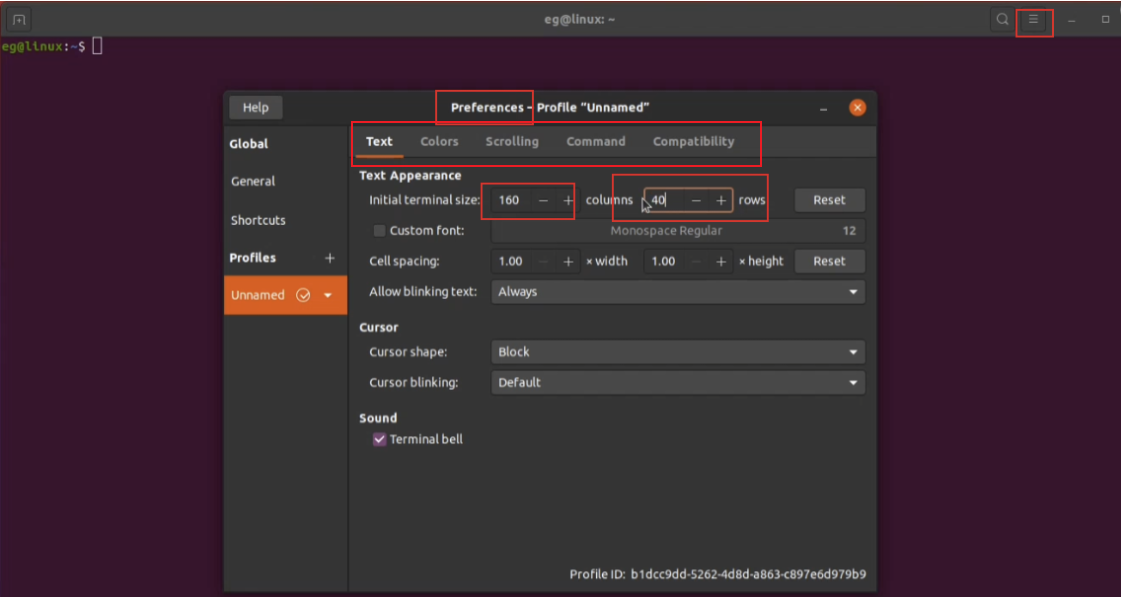 eg@linux: ~
eg@linux:~$
Help
Preferences – Profile “Unnamed”
Global
General
Shortcuts
Profiles +
Unnamed
Text Colors Scrolling Command Compatibility
Text Appearance
Initial terminal size: 160 − + columns 40 − + rows Reset
Custom font: Monospace Regular 12
Cell spacing: 1.00 − + × width 1.00 − + × height Reset
Allow blinking text: Always
Cursor
Cursor shape: Block
Cursor blinking: Default
Sound
Terminal bell
Profile ID: b1dcc9dd-5262-4d8d-a863-c897e6d979b9